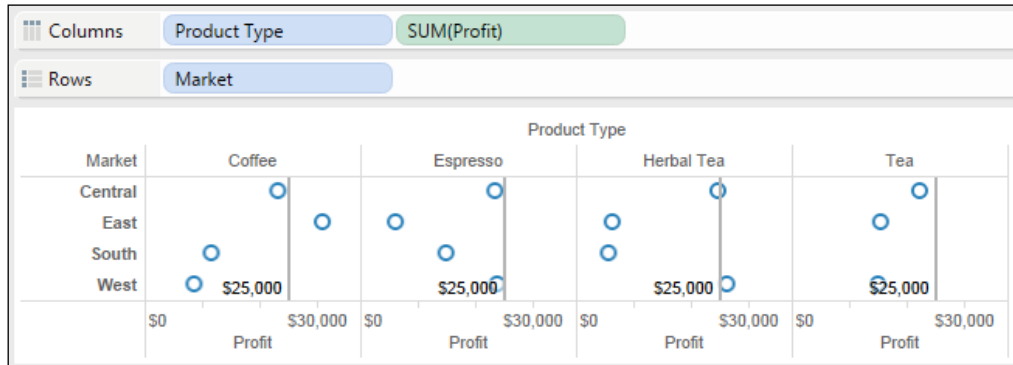 Columns Product Type SUM(Profit)
Rows Market
Product Type
Market Coffee Espresso Herbal Tea Tea
Central
East
South
West $25,000 $25,000 $25,000 $25,000
$0 $30,000 $0 $30,000 $0 $30,000 $0 $30,000
Profit Profit Profit Profit